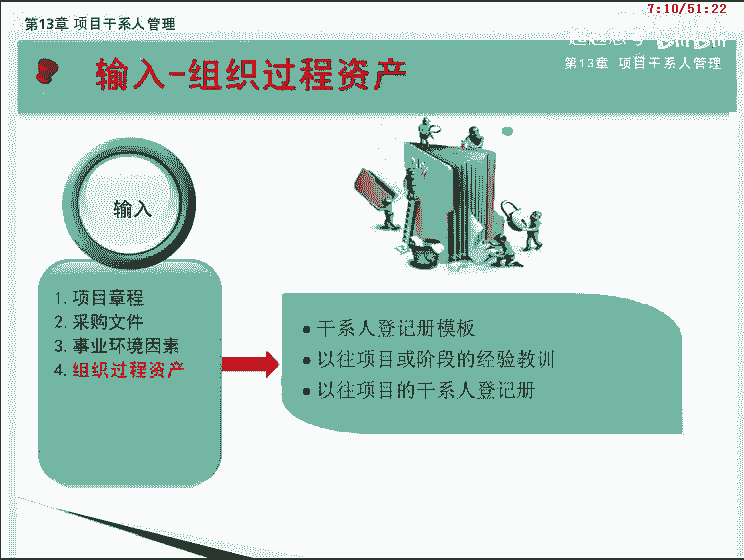 7:10/51:22
第13章 项目干系人管理
第13章 项目干系人管理
输入-组织过程资产
输入
1. 项目章程
2. 采购文件
3. 事业环境因素
4. 组织过程资产
● 干系人登记册模板
● 以往项目或阶段的经验教训
● 以往项目的干系人登记册